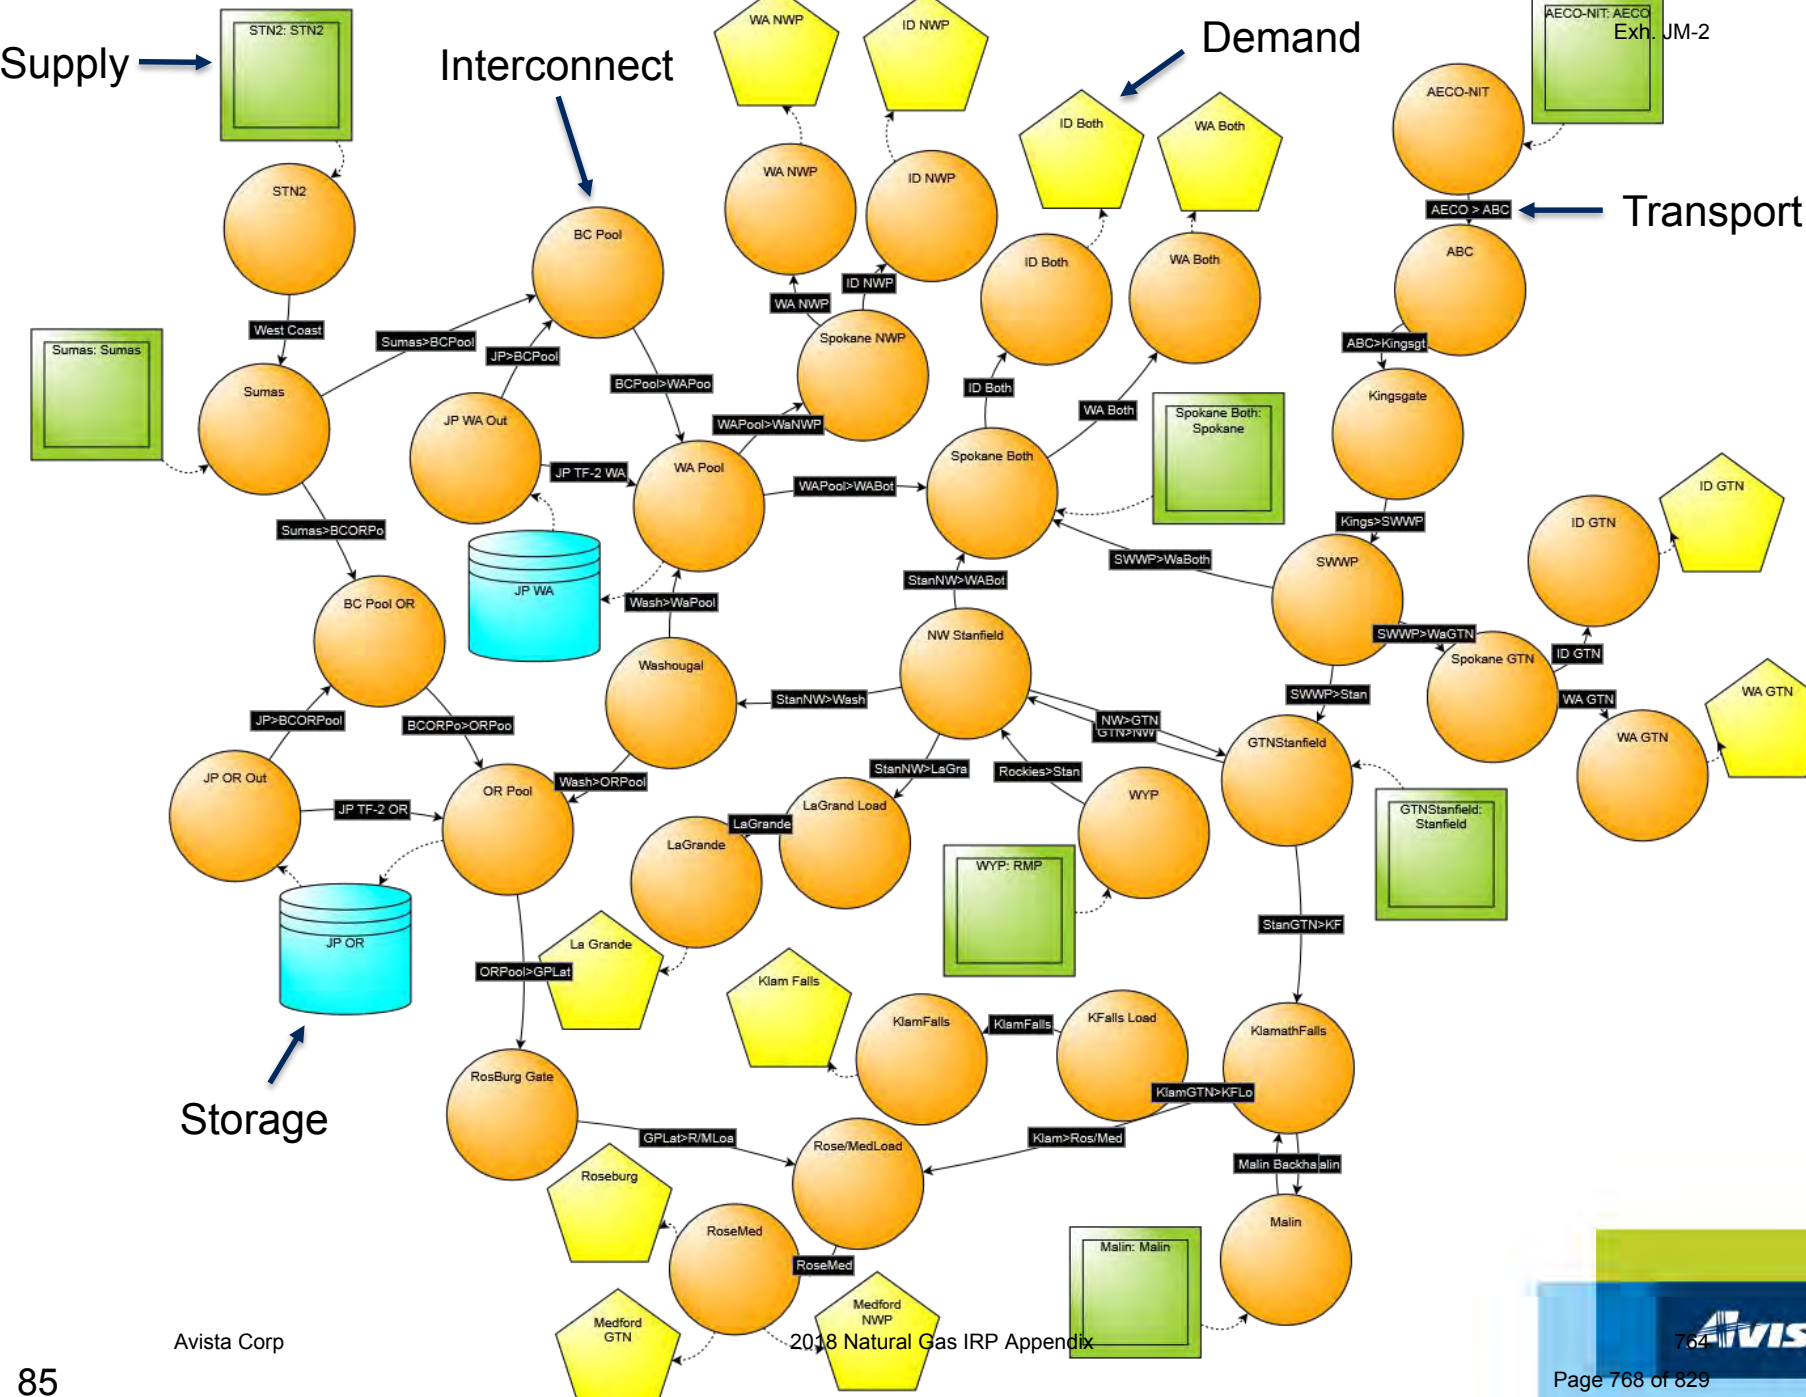 STN2: STN2
WA NWP
ID NWP
Demand
AECO-NIT: AECO
Exh. JM-2
Supply
Interconnect
AECO-NIT
ID Both
WA Both
STN2
WA NWP
ID NWP
AECO > ABC
Transport
BC Pool
ID Both
WA Both
ABC
ID NWP
WA NWP
West Coast
Sumas>BCPool
JP>BCPool
Spokane NWP
ABC>Kingsgt
Sumas: Sumas
Sumas
BCPool>WAPoo
ID Both
Kingsgate
WA Both
Spokane Both:
Spokane
JP WA Out
WAPool>WaNWP
Spokane Both
JP TF-2 WA
WA Pool
WAPool>WABot
ID GTN
Kings>SWWP
ID GTN
Sumas>BCORPo
SWWP>WaBoth
SWWP
StanNW>WABot
JP WA
Wash>WaPool
BC Pool OR
NW Stanfield
SWWP>WaGTN
Spokane GTN
ID GTN
Washougal
StanNW>Wash
SWWP>Stan
WA GTN
WA GTN
JP>BCORPool
BCORPo>ORPoo
NW>GTN
GTN>NW
GTNStanfield
WA GTN
StanNW>LaGra
Rockies>Stan
JP OR Out
OR Pool
Wash>ORPool
WYP
JP TF-2 OR
LaGrand Load
GTNStanfield:
Stanfield
LaGrande
LaGrande
WYP: RMP
StanGTN>KF
JP OR
La Grande
ORPool>GPLat
Klam Falls
KlamFalls
KlamFalls
KFalls Load
KlamathFalls
RosBurg Gate
KlamGTN>KFLo
Storage
GPLat>R/MLoa
Rose/MedLoad
Klam>Ros/Med
Malin Backha
alin
Roseburg
RoseMed
Malin
Malin: Malin
RoseMed
Medford
NWP
Medford
GTN
Avista Corp
2018 Natural Gas IRP Appendix
764
AVIS
85
Page 768 of 829